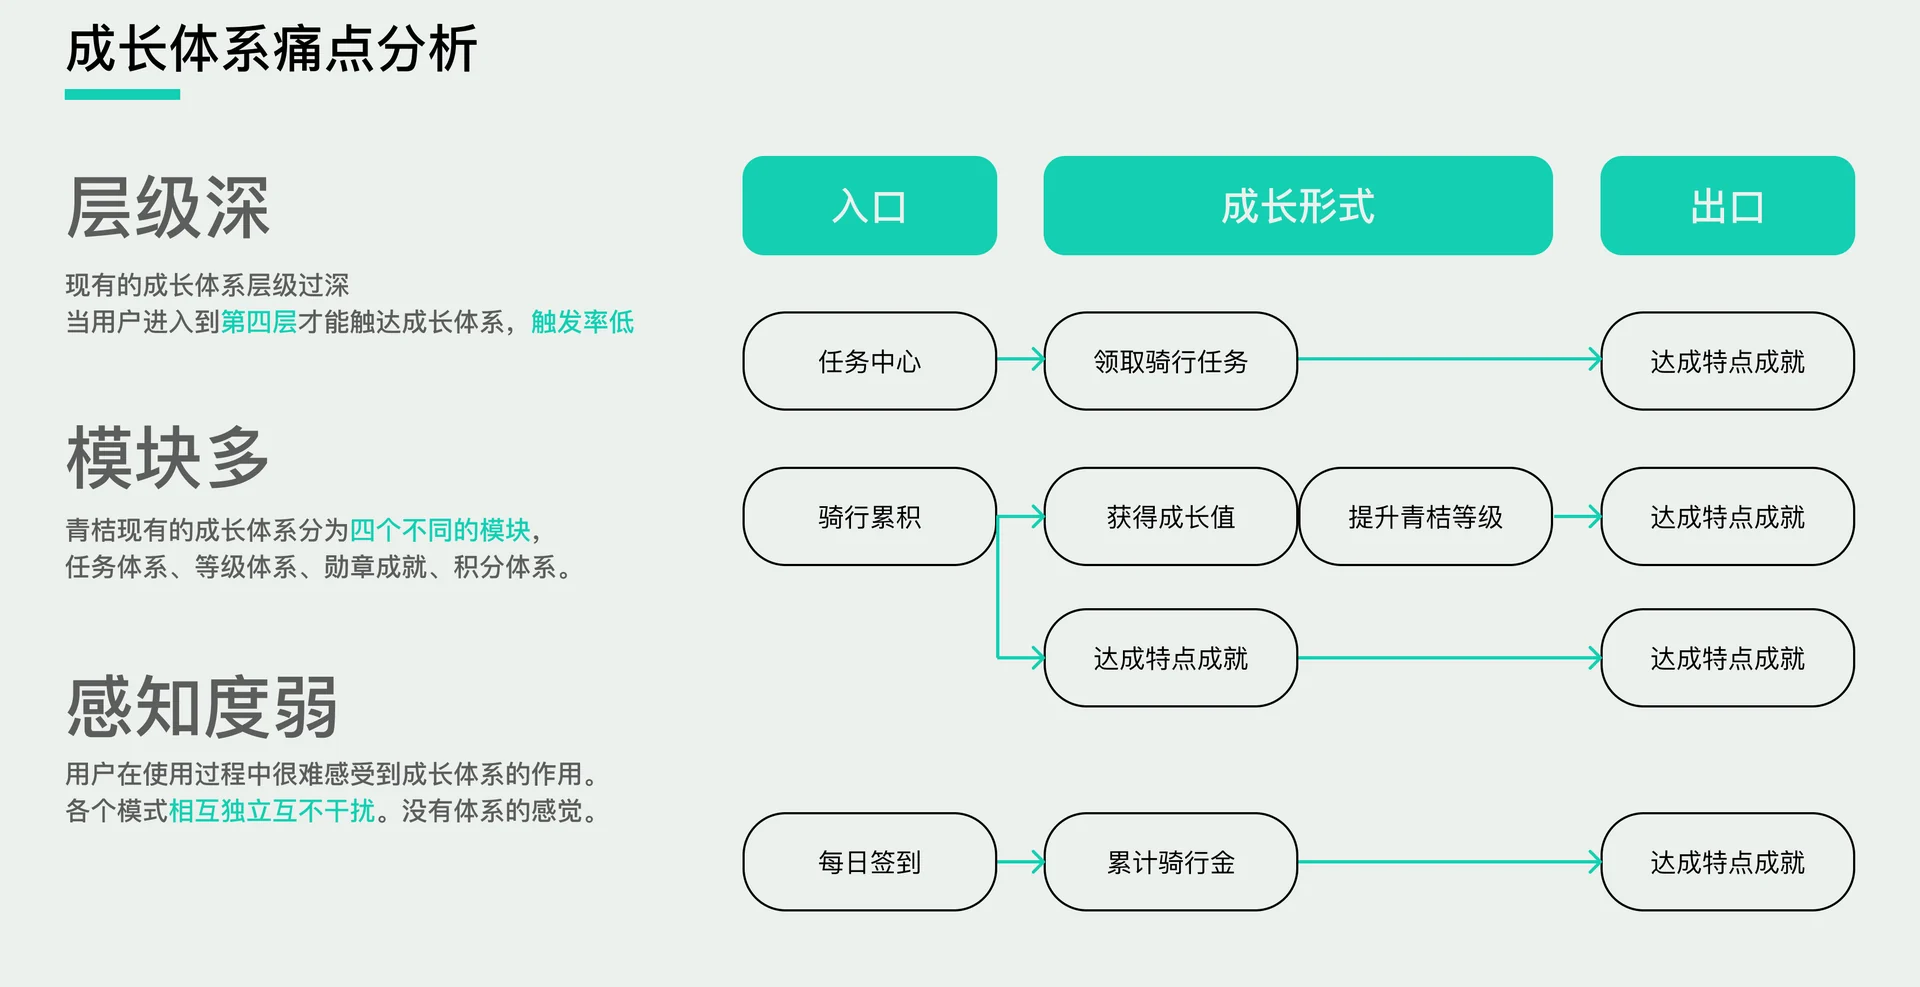 成长体系痛点分析
层级深
现有的成长体系层级过深
当用户进入到第四层才能触达成长体系，触发率低
模块多
青桔现有的成长体系分为四个不同的模块，
任务体系、等级体系、勋章成就、积分体系。
感知度弱
用户在使用过程中很难感受到成长体系的作用。
各个模式相互独立互不干扰。没有体系的感觉。
入口
成长形式
出口
任务中心
领取骑行任务
达成特点成就
骑行累积
获得成长值
提升青桔等级
达成特点成就
达成特点成就
达成特点成就
每日签到
累计骑行金
达成特点成就